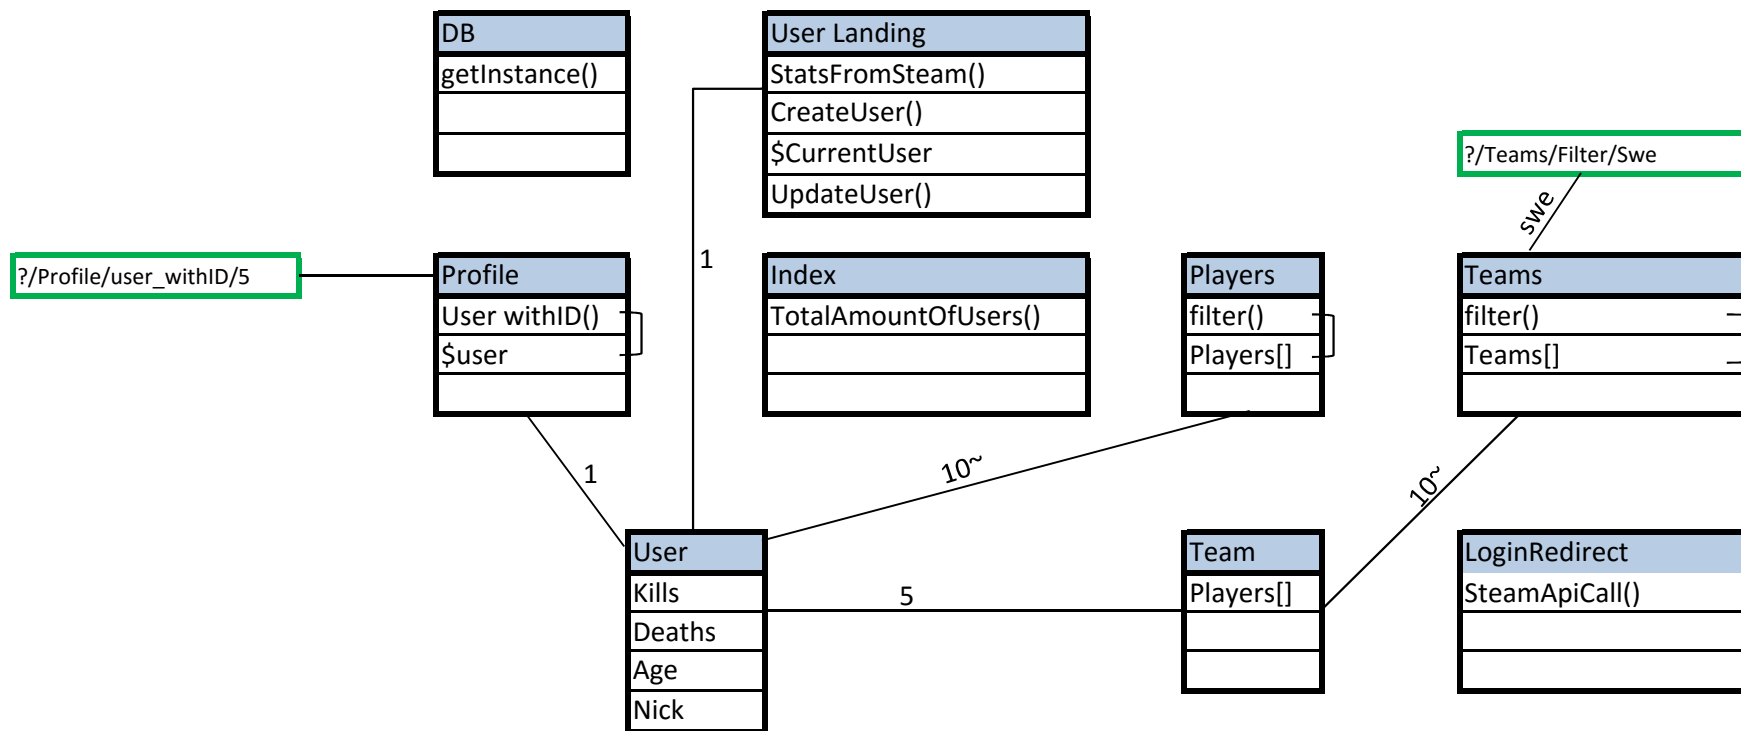 DB
getInstance()
User Landing
StatsFromSteam()
CreateUser()
$CurrentUser
UpdateUser()
?/Teams/Filter/Swe
swe
?/Profile/user_withID/5
Profile
User withID()
$user
1
Index
TotalAmountOfUsers()
Players
filter()
Players[]
Teams
filter()
Teams[]
1
10~
10~
User
Kills
Deaths
Age
Nick
5
Team
Players[]
LoginRedirect
SteamApiCall()